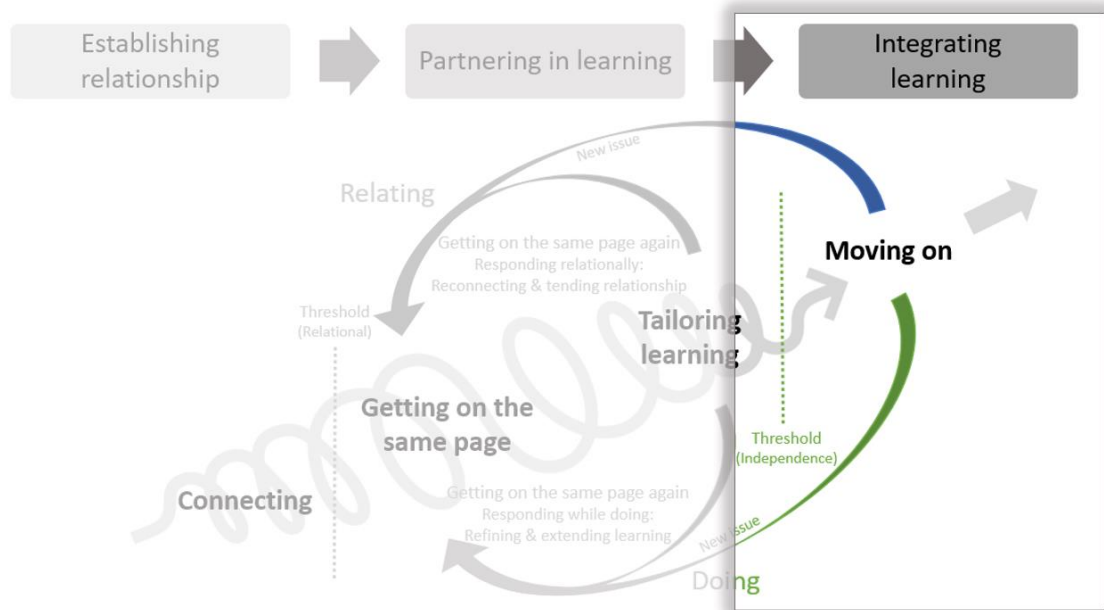 Establishing
relationship
Partnering in learning
Integrating
learning
New issue
Relating
Getting on the same page again
Responding relationally:
Reconnecting & tending relationship
Moving on
Threshold
(Relational)
Tailoring
learning
Getting on the
same page
Threshold
(Independence)
Connecting
Getting on the same page again
Responding while doing:
Refining & extending learning
New issue
Doing